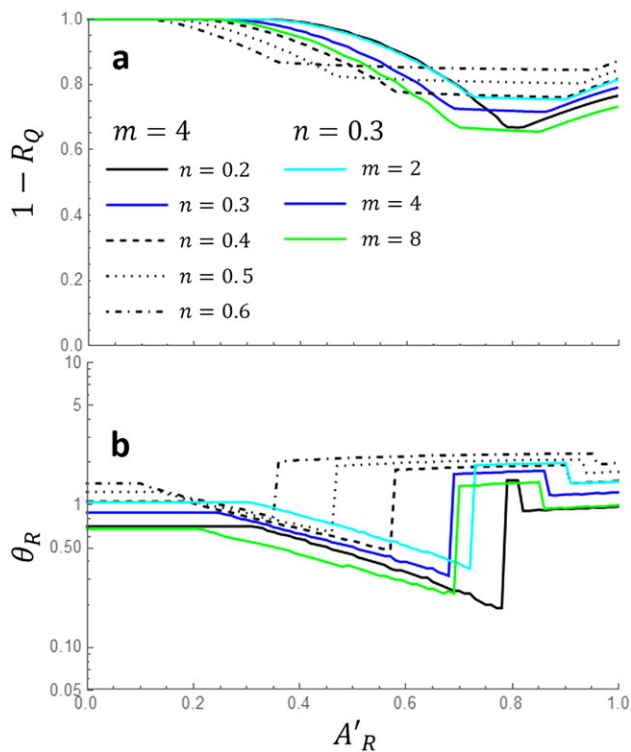 1.0
a
0.8
m = 4 n = 0.3
0.6
n = 0.2 m = 2
n = 0.3 m = 4
0.4
n = 0.4 m = 8
n = 0.5
0.2
n = 0.6
0.0
1 − R_Q
10
b
5
1
0.50
0.10
0.05
θ_R
0.0 0.2 0.4 0.6 0.8 1.0
A'_R